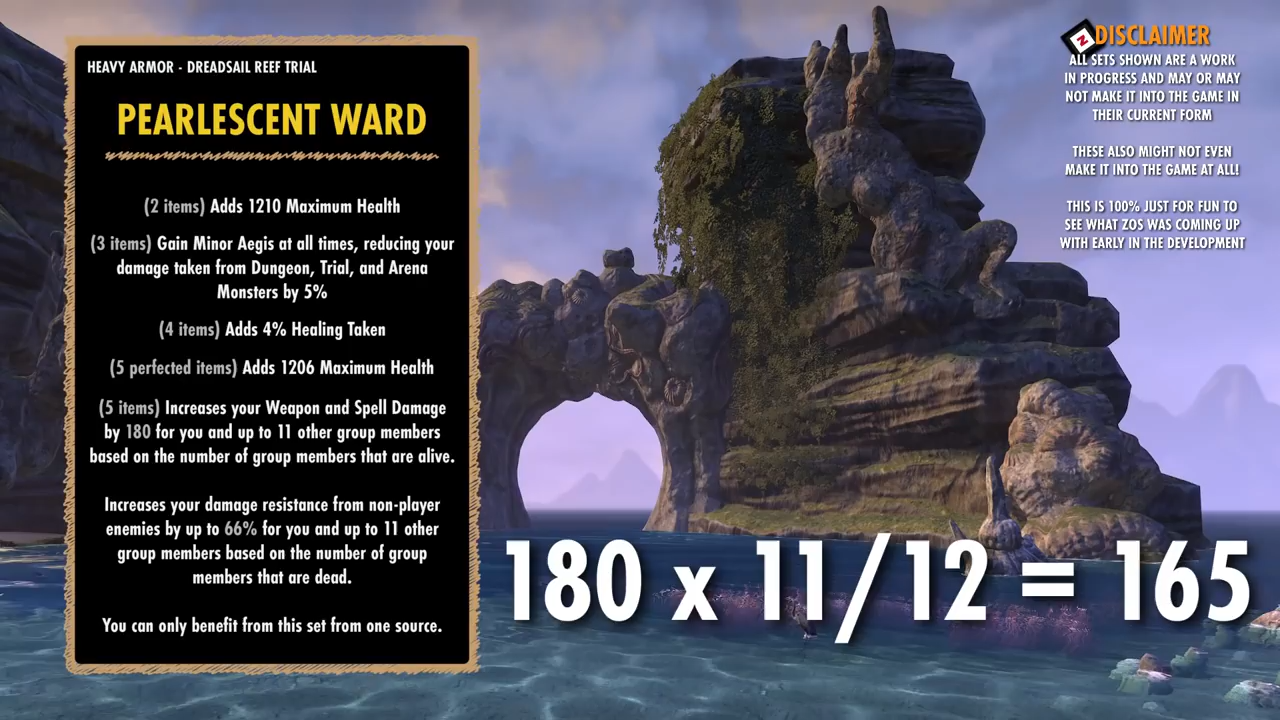 HEAVY ARMOR - DREADSAIL REEF TRIAL
PEARLESCENT WARD
(2 items) Adds 1210 Maximum Health
(3 items) Gain Minor Aegis at all times, reducing your
damage taken from Dungeon, Trial, and Arena
Monsters by 5%
(4 items) Adds 4% Healing Taken
(5 perfected items) Adds 1206 Maximum Health
(5 items) Increases your Weapon and Spell Damage
by 180 for you and up to 11 other group members
based on the number of group members that are alive.
Increases your damage resistance from non-player
enemies by up to 66% for you and up to 11 other
group members based on the number of group
members that are dead.
You can only benefit from this set from one source.
Z DISCLAIMER
ALL SETS SHOWN ARE A WORK
IN PROGRESS AND MAY OR MAY
NOT MAKE IT INTO THE GAME IN
THEIR CURRENT FORM
THESE ALSO MIGHT NOT EVEN
MAKE IT INTO THE GAME AT ALL!
THIS IS 100% JUST FOR FUN TO
SEE WHAT ZOS WAS COMING UP
WITH EARLY IN THE DEVELOPMENT
180 x 11/12 = 165